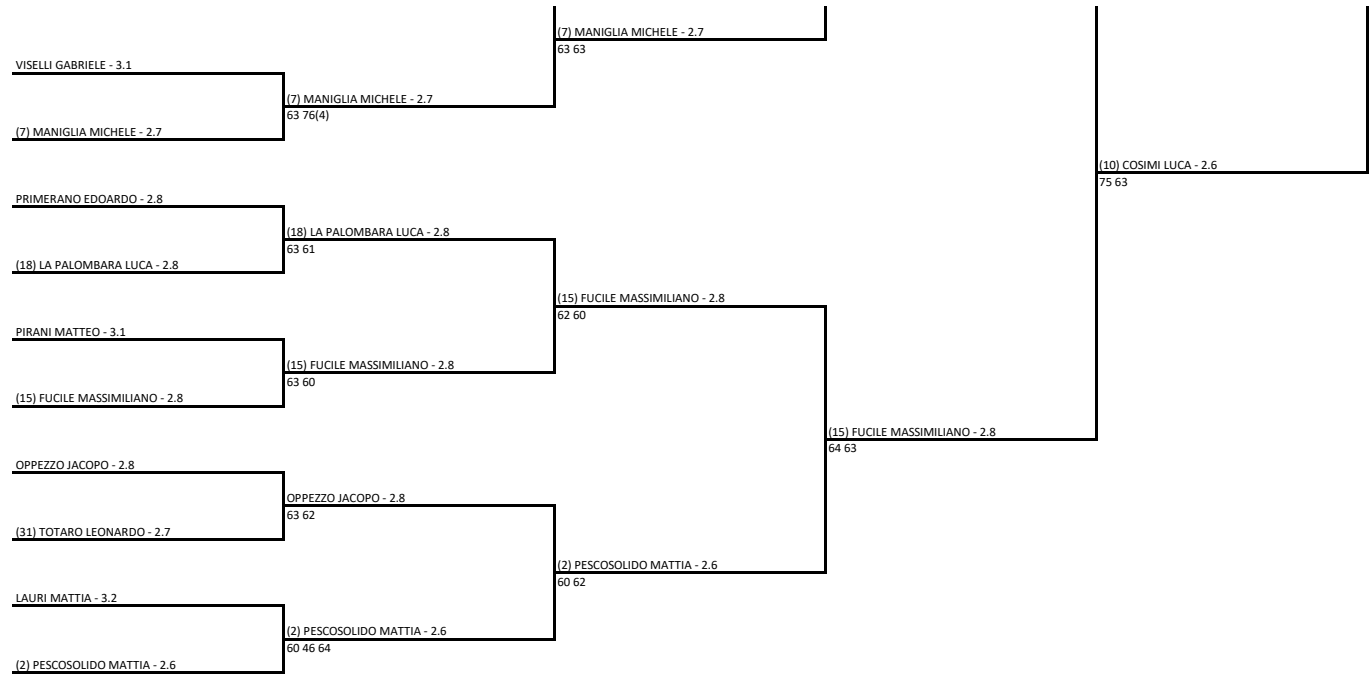 (7) MANIGLIA MICHELE - 2.7
63 63
VISELLI GABRIELE - 3.1
(7) MANIGLIA MICHELE - 2.7
63 76(4)
(7) MANIGLIA MICHELE - 2.7
(10) COSIMI LUCA - 2.6
75 63
PRIMERANO EDOARDO - 2.8
(18) LA PALOMBARA LUCA - 2.8
63 61
(18) LA PALOMBARA LUCA - 2.8
(15) FUCILE MASSIMILIANO - 2.8
62 60
PIRANI MATTEO - 3.1
(15) FUCILE MASSIMILIANO - 2.8
63 60
(15) FUCILE MASSIMILIANO - 2.8
(15) FUCILE MASSIMILIANO - 2.8
64 63
OPPEZZO JACOPO - 2.8
OPPEZZO JACOPO - 2.8
63 62
(31) TOTARO LEONARDO - 2.7
(2) PESCOSOLIDO MATTIA - 2.6
60 62
LAURI MATTIA - 3.2
(2) PESCOSOLIDO MATTIA - 2.6
60 46 64
(2) PESCOSOLIDO MATTIA - 2.6